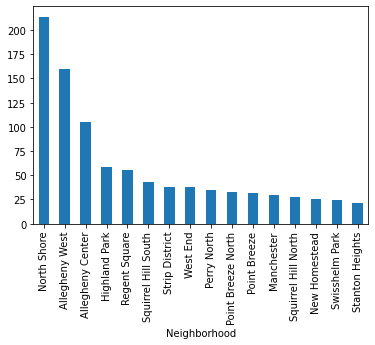 200
175
150
125
100
75
50
25
0
North Shore
Allegheny West
Allegheny Center
Highland Park
Regent Square
Squirrel Hill South
Strip District
West End
Perry North
Point Breeze North
Point Breeze
Manchester
Squirrel Hill North
New Homestead
Swisshelm Park
Stanton Heights
Neighborhood